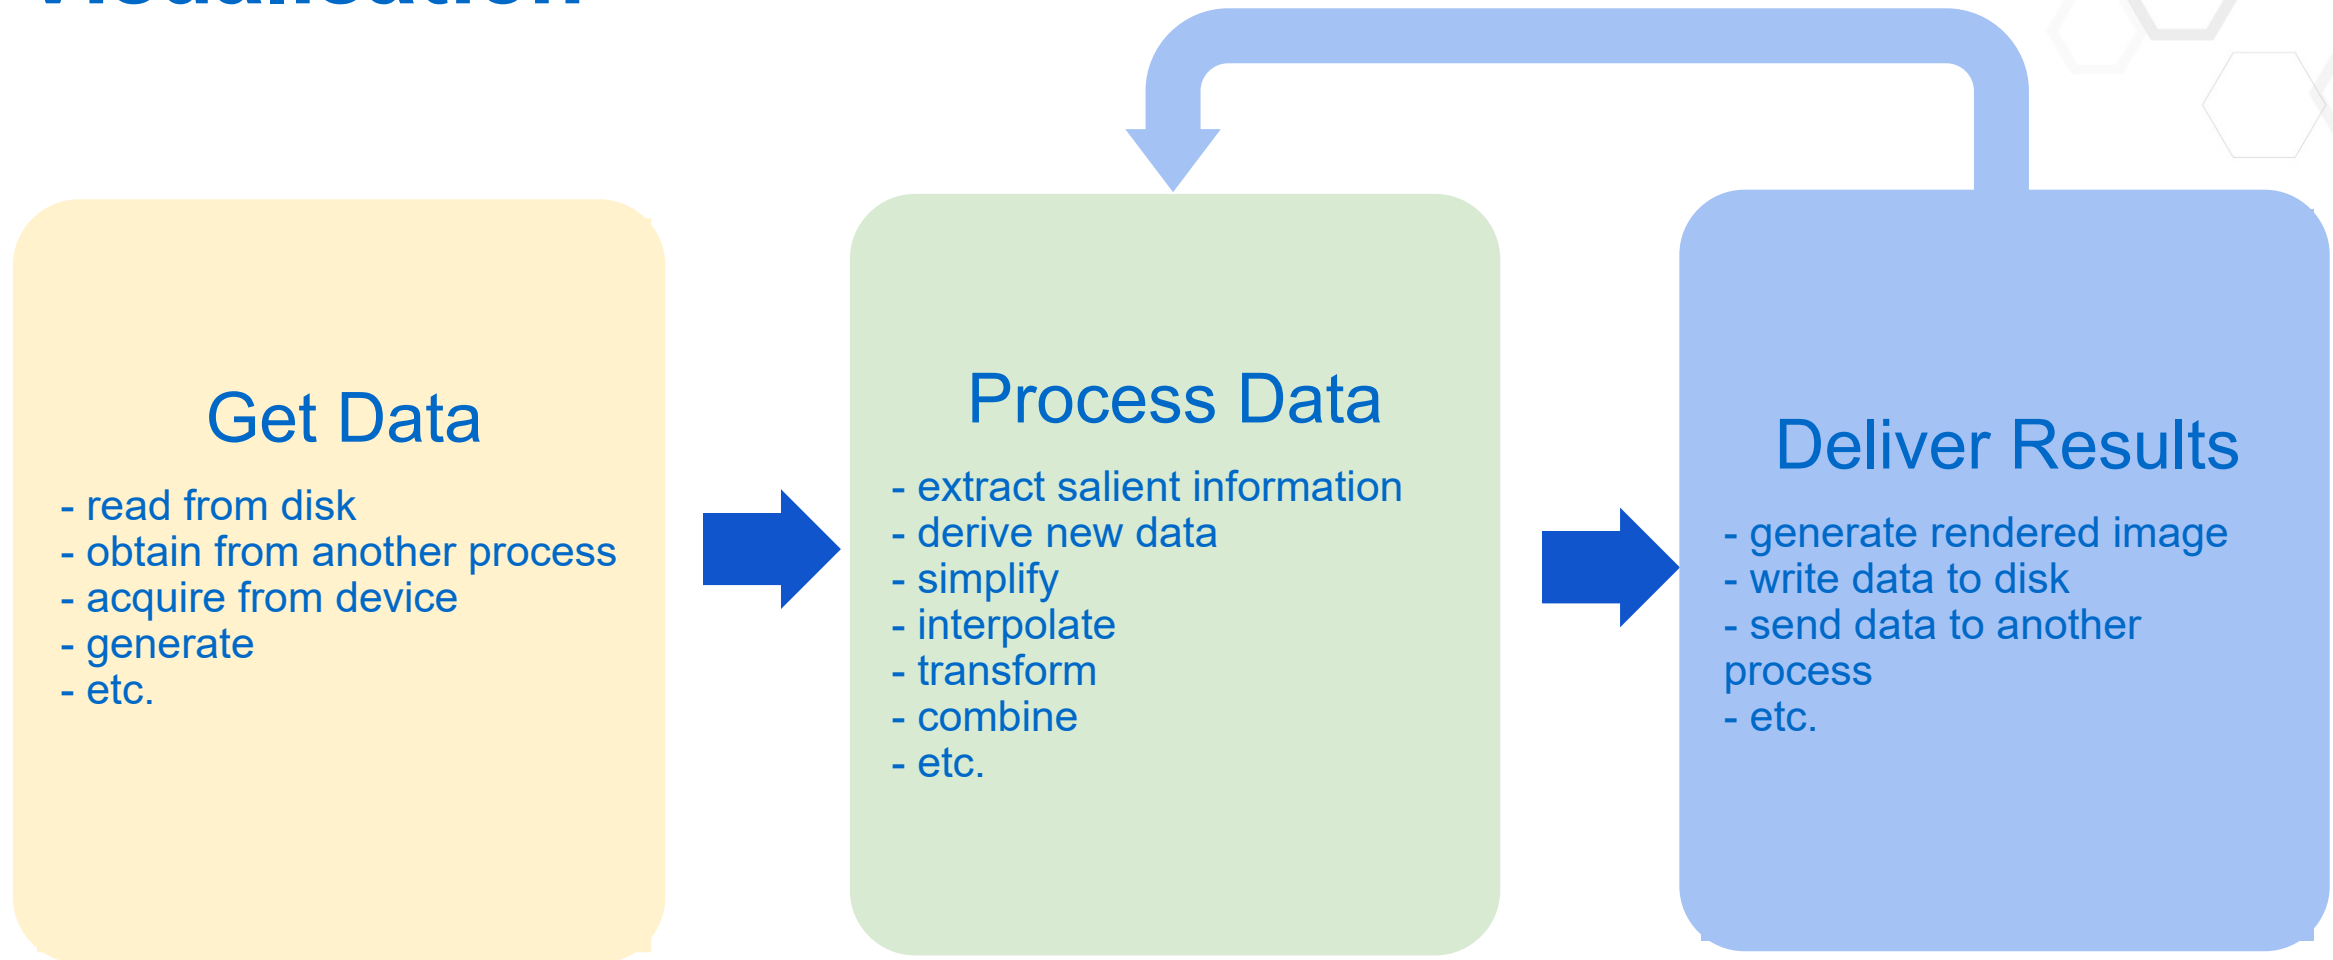 Visualisation
Get Data
- read from disk
- obtain from another process
- acquire from device
- generate
- etc.
Process Data
- extract salient information
- derive new data
- simplify
- interpolate
- transform
- combine
- etc.
Deliver Results
- generate rendered image
- write data to disk
- send data to another
process
- etc.